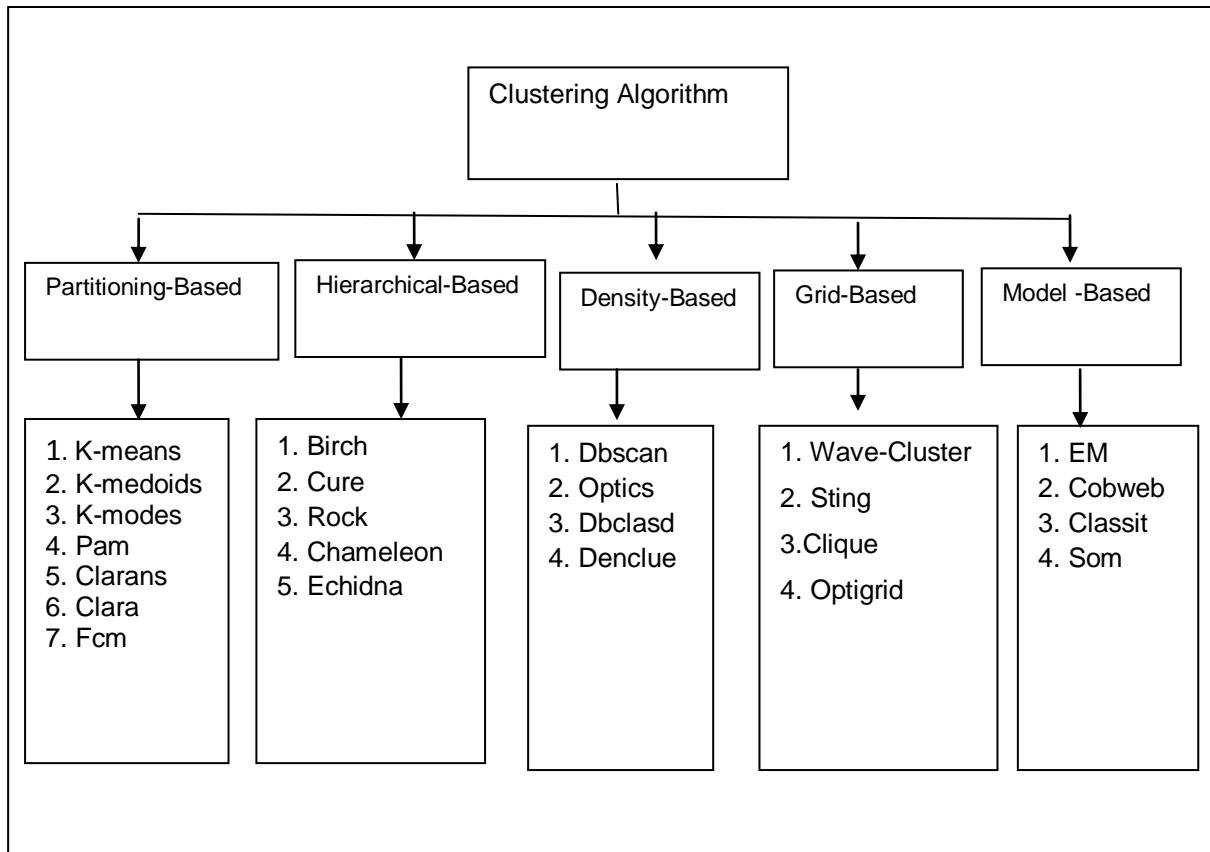 Clustering Algorithm
Partitioning-Based
Hierarchical-Based
Density-Based
Grid-Based
Model -Based
1. K-means
2. K-medoids
3. K-modes
4. Pam
5. Clarans
6. Clara
7. Fcm
1. Birch
2. Cure
3. Rock
4. Chameleon
5. Echidna
1. Dbscan
2. Optics
3. Dbclasd
4. Denclue
1. Wave-Cluster
2. Sting
3.Clique
4. Optigrid
1. EM
2. Cobweb
3. Classit
4. Som